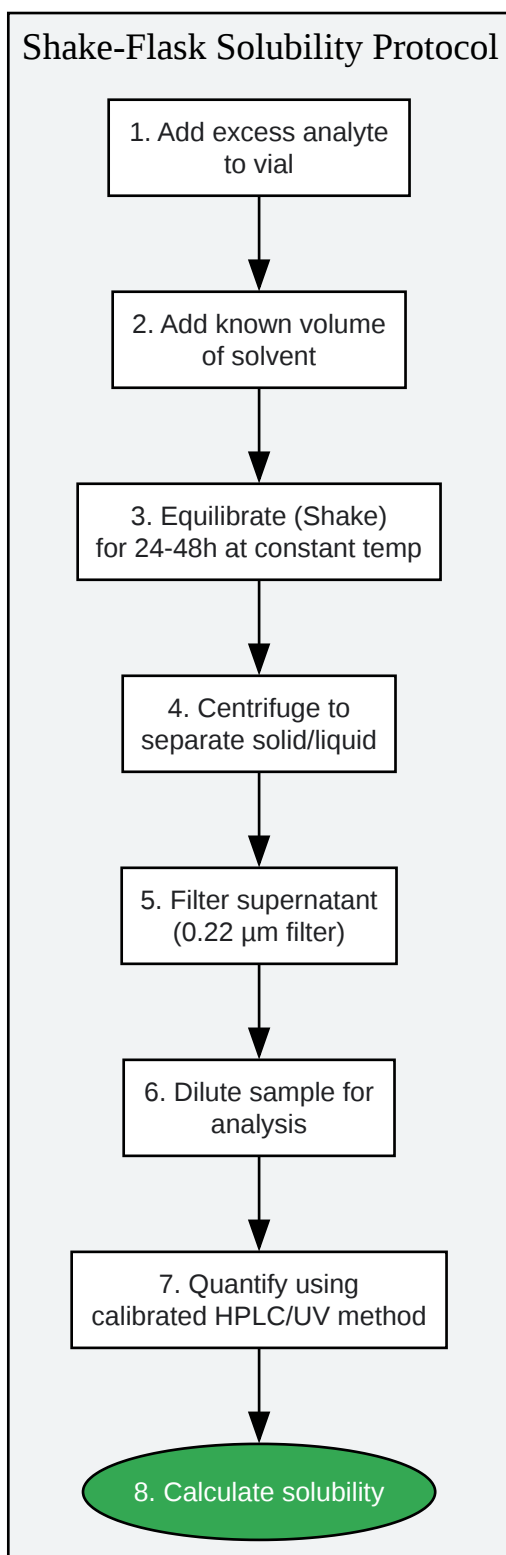 Shake-Flask Solubility Protocol
1. Add excess analyte
to vial
2. Add known volume
of solvent
3. Equilibrate (Shake)
for 24-48h at constant temp
4. Centrifuge to
separate solid/liquid
5. Filter supernatant
(0.22 µm filter)
6. Dilute sample for
analysis
7. Quantify using
calibrated HPLC/UV method
8. Calculate solubility